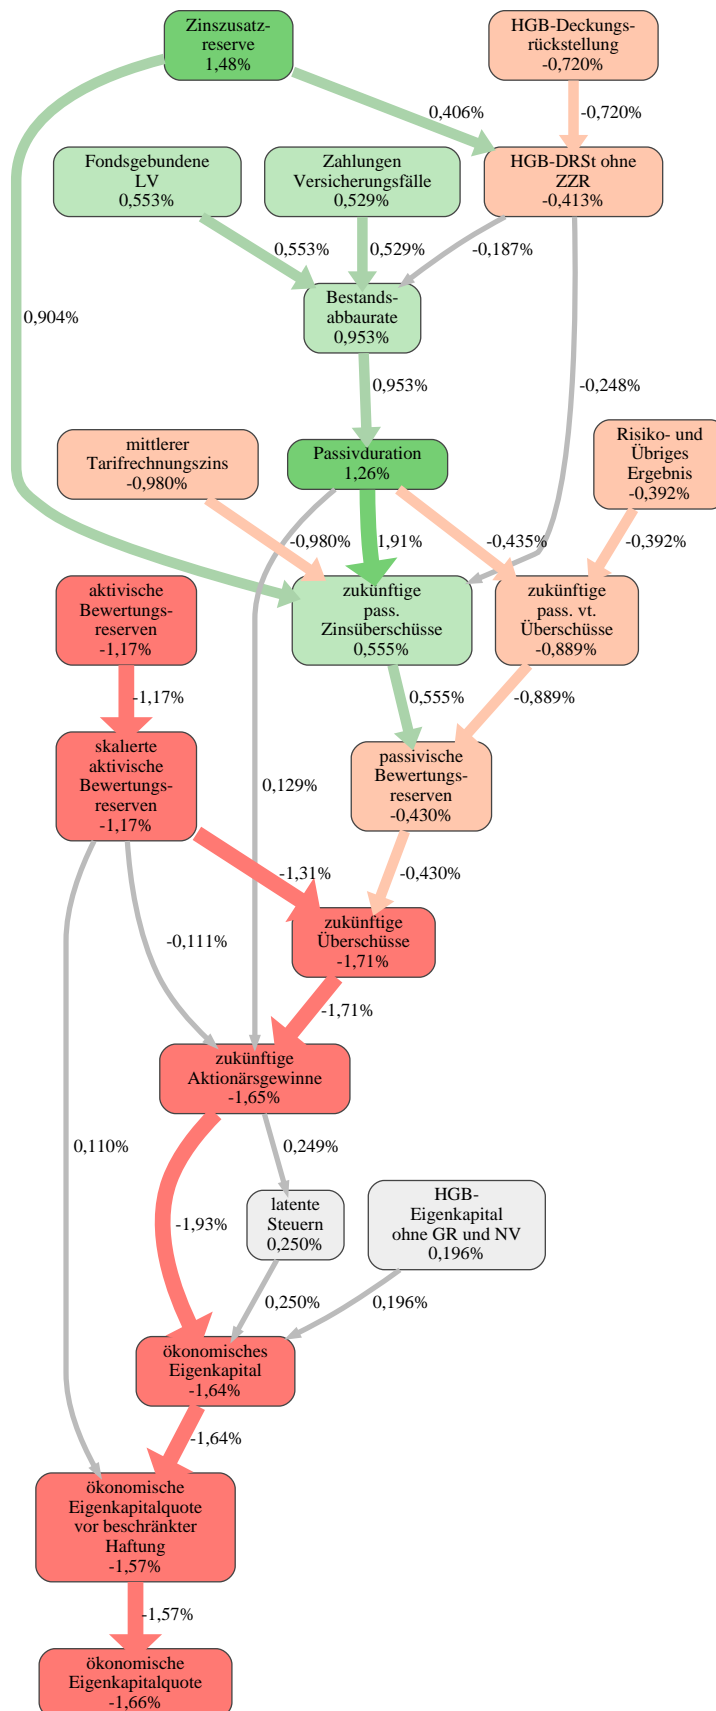 Zinszusatz-
reserve
1,48%
HGB-Deckungs-
rückstellung
-0,720%
0,406%
-0,720%
Fondsgebundene
LV
0,553%
Zahlungen
Versicherungsfälle
0,529%
HGB-DRSt ohne
ZZR
-0,413%
0,553%
0,529%
-0,187%
Bestands-
abbaurate
0,953%
0,904%
0,953%
-0,248%
mittlerer
Tarifrechnungszins
-0,980%
Passivduration
1,26%
Risiko- und
Übriges
Ergebnis
-0,392%
-0,980%
1,91%
-0,435%
-0,392%
aktivische
Bewertungs-
reserven
-1,17%
zukünftige
pass.
Zinsüberschüsse
0,555%
zukünftige
pass. vt.
Überschüsse
-0,889%
-1,17%
0,555%
-0,889%
skalierte
aktivische
Bewertungs-
reserven
-1,17%
0,129%
passivische
Bewertungs-
reserven
-0,430%
-1,31%
-0,430%
-0,111%
zukünftige
Überschüsse
-1,71%
-1,71%
zukünftige
Aktionärsgewinne
-1,65%
0,110%
0,249%
-1,93%
latente
Steuern
0,250%
HGB-
Eigenkapital
ohne GR und NV
0,196%
0,250%
0,196%
ökonomisches
Eigenkapital
-1,64%
-1,64%
ökonomische
Eigenkapitalquote
vor beschränkter
Haftung
-1,57%
-1,57%
ökonomische
Eigenkapitalquote
-1,66%